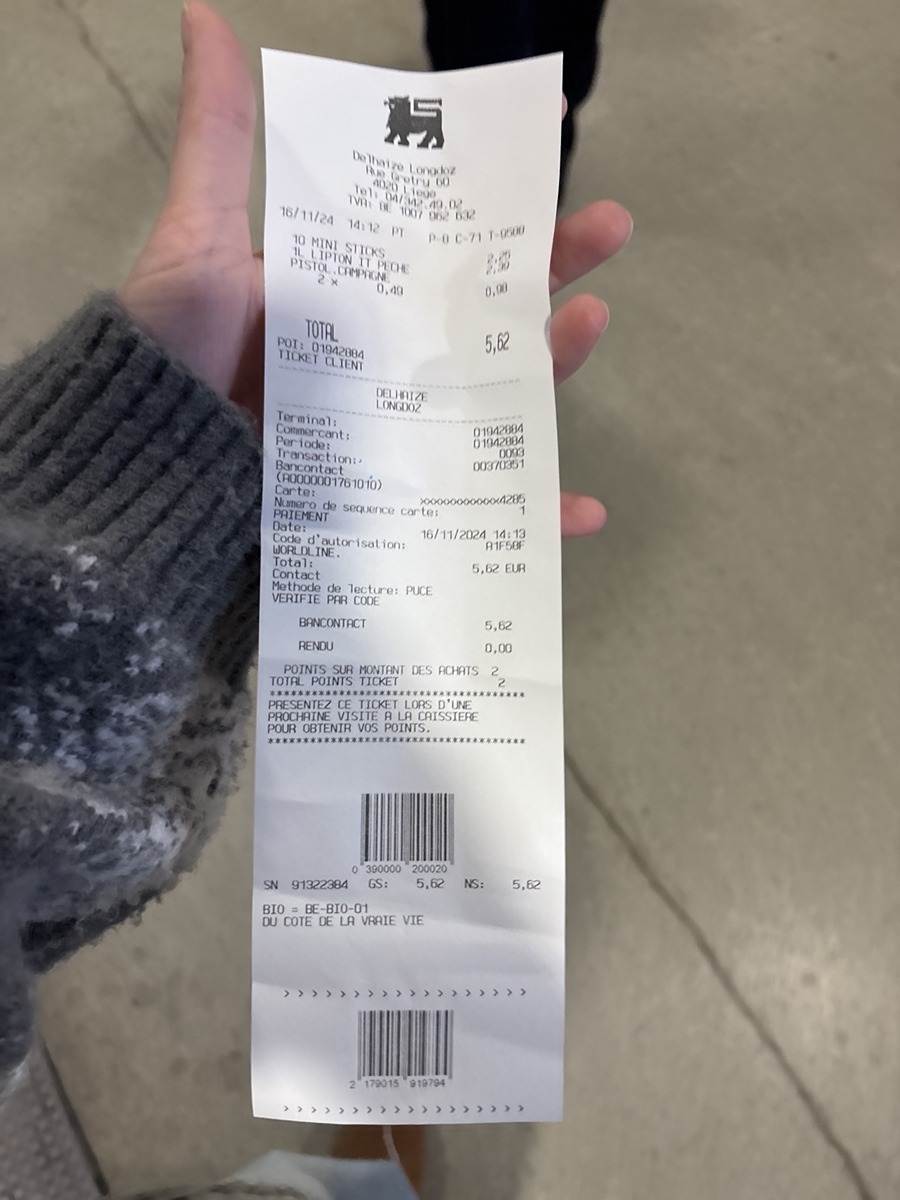 Delhaize Longdoz
Rue Gretry 60
4020 Liege
Tel: 04/342.49.02
TVA: BE 1007 962 632
16/11/24 14:12 PT P-0 C-71 T-9500
10 MINI STICKS 2,25
1L LIPTON IT PECHE 2,39
PISTOL.CAMPAGNE
2 x 0,49 0,98
TOTAL 5,62
POI: 01942884
TICKET CLIENT
DELHAIZE
LONGDOZ
Terminal: 01942884
Commercant: 01942884
Periode: 0093
Transaction: 00370351
Bancontact
(A0000001761010)
Carte: xxxxxxxxxxxxx4285
Numero de sequence carte: 1
PAIEMENT
Date: 16/11/2024 14:13
Code d'autorisation: A1F58F
WORLDLINE.
Total: 5,62 EUR
Contact
Methode de lecture: PUCE
VERIFIE PAR CODE
BANCONTACT 5,62
RENDU 0,00
POINTS SUR MONTANT DES ACHATS 2
TOTAL POINTS TICKET 2
************************************
PRESENTEZ CE TICKET LORS D'UNE
PROCHAINE VISITE A LA CAISSIERE
POUR OBTENIR VOS POINTS.
************************************
0 390000 200020
SN 91322384 GS: 5,62 NS: 5,62
BIO = BE-BIO-01
DU COTE DE LA VRAIE VIE
> > > > > > > > > > > > > > > > >
2 179015 919794
> > > > > > > > > > > > > > > > >